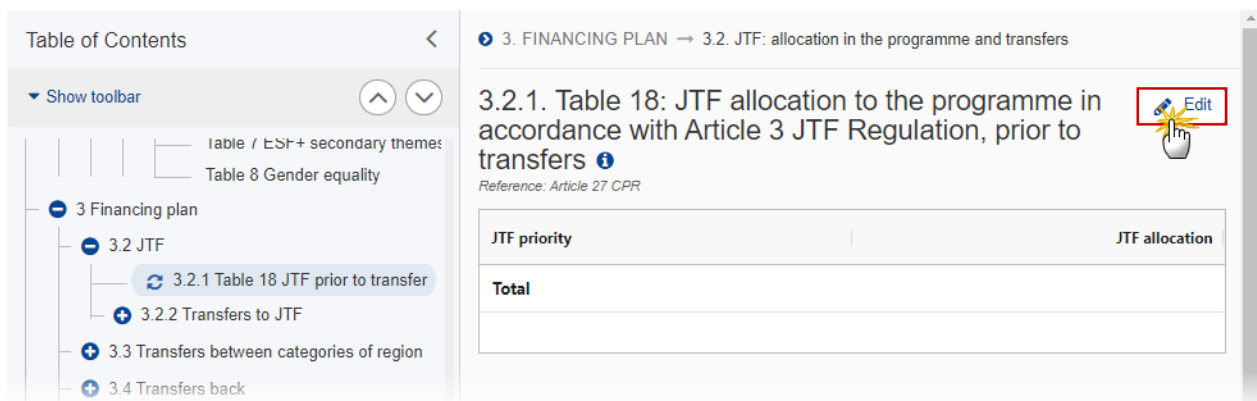 Table of Contents
Show toolbar
Table 7 ESF+ secondary themes
Table 8 Gender equality
3 Financing plan
3.2 JTF
3.2.1 Table 18 JTF prior to transfer
3.2.2 Transfers to JTF
3.3 Transfers between categories of region
3.4 Transfers back
3. FINANCING PLAN → 3.2. JTF: allocation in the programme and transfers
3.2.1. Table 18: JTF allocation to the programme in
accordance with Article 3 JTF Regulation, prior to
transfers
Edit
Reference: Article 27 CPR
JTF priority
JTF allocation
Total